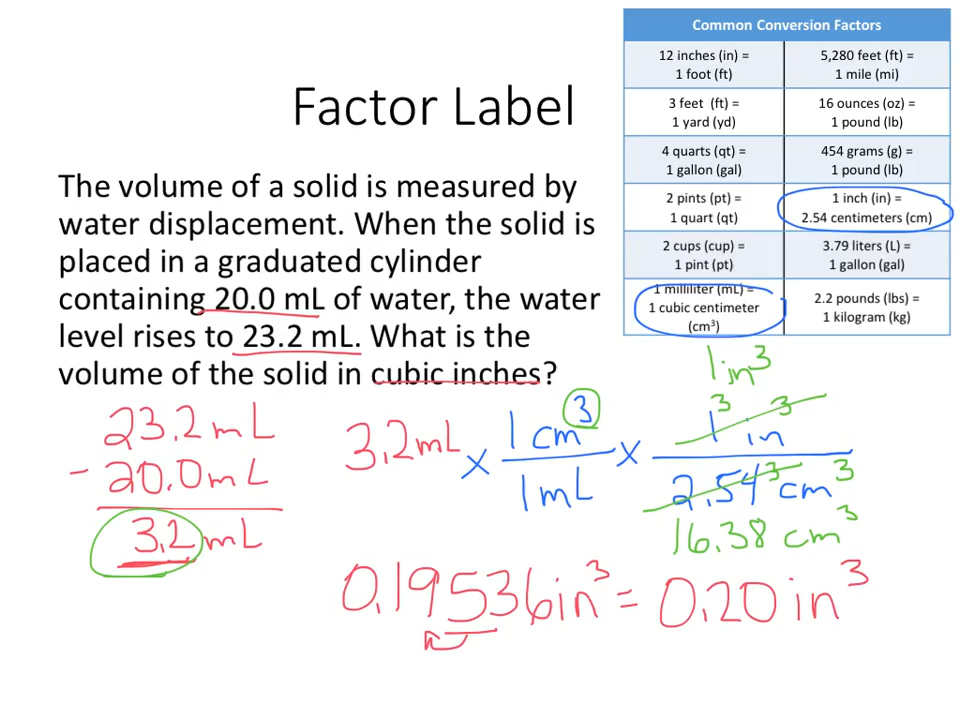 Common Conversion Factors
12 inches (in) =
1 foot (ft)
5,280 feet (ft) =
1 mile (mi)
3 feet (ft) =
1 yard (yd)
16 ounces (oz) =
1 pound (lb)
4 quarts (qt) =
1 gallon (gal)
454 grams (g) =
1 pound (lb)
2 pints (pt) =
1 quart (qt)
1 inch (in) =
2.54 centimeters (cm)
2 cups (cup) =
1 pint (pt)
3.79 liters (L) =
1 gallon (gal)
1 milliliter (mL) =
1 cubic centimeter
(cm³)
2.2 pounds (lbs) =
1 kilogram (kg)
Factor Label
The volume of a solid is measured by
water displacement. When the solid is
placed in a graduated cylinder
containing 20.0 mL of water, the water
level rises to 23.2 mL. What is the
volume of the solid in cubic inches?
23.2 mL
- 20.0 mL
3.2 mL
1 in³
3.2 mL × 1 cm³ × 1³ in³
1 mL 2.54³ cm³
16.38 cm³
0.19536 in³ = 0.20 in³